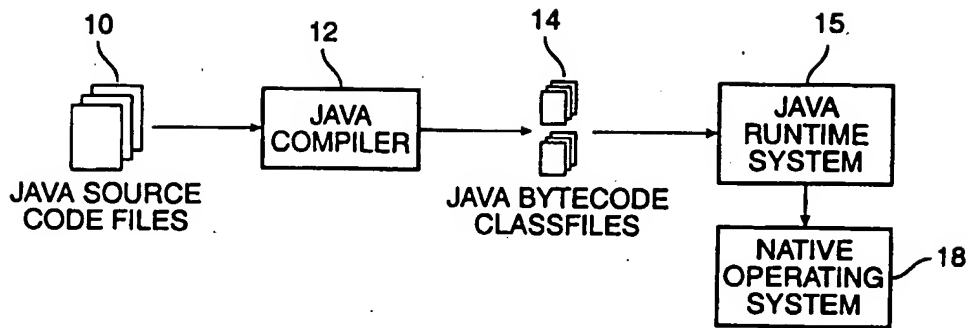 10
12
14
15
JAVA SOURCE
CODE FILES
JAVA
COMPILER
JAVA BYTECODE
CLASSFILES
JAVA
RUNTIME
SYSTEM
NATIVE
OPERATING
SYSTEM
18